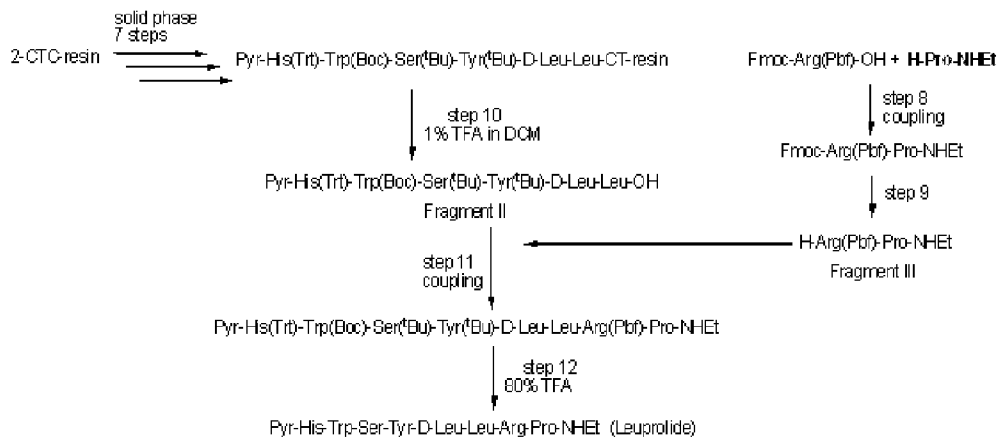 solid phase
7 steps
2-CTC-resin
Pyr-His(Trt)-Trp(Boc)-Ser(tBu)-Tyr(tBu)-D-Leu-Leu-CT-resin
Fmoc-Arg(Pbf)-OH + H-Pro-NHEt
step 10
1% TFA in DCM
step 8
coupling
Fmoc-Arg(Pbf)-Pro-NHEt
Pyr-His(Trt)-Trp(Boc)-Ser(tBu)-Tyr(tBu)-D-Leu-Leu-OH
Fragment II
step 9
H-Arg(Pbf)-Pro-NHEt
Fragment III
step 11
coupling
Pyr-His(Trt)-Trp(Boc)-Ser(tBu)-Tyr(tBu)-D-Leu-Leu-Arg(Pbf)-Pro-NHEt
step 12
80% TFA
Pyr-His-Trp-Ser-Tyr-D-Leu-Leu-Arg-Pro-NHEt (Leuprolide)